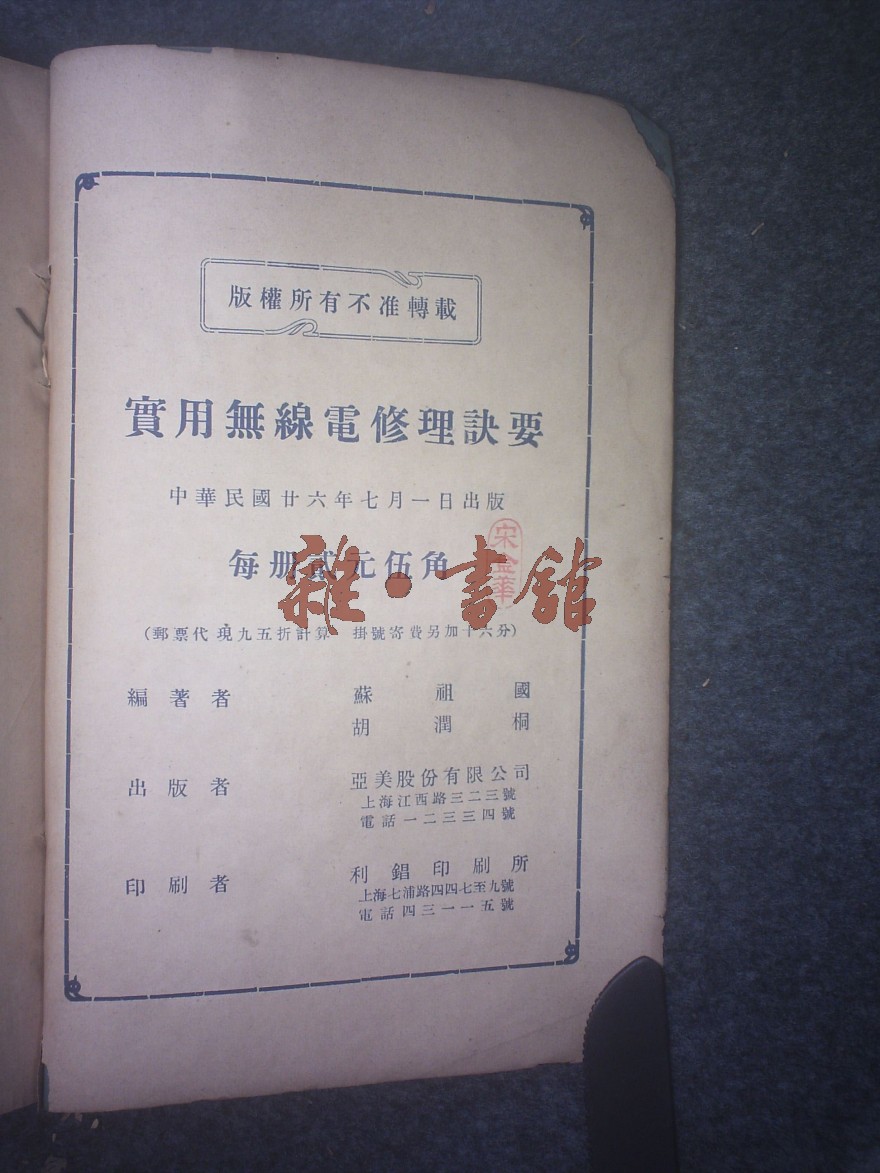 版權所有不准轉載
實用無線電修理訣要
中華民國廿六年七月一日出版
每册貳元伍角
宋金華
雜·書館
(郵票代現九五折計算 掛號寄費另加十六分)
編著者 蘇祖國
胡潤桐
出版者 亞美股份有限公司
上海江西路三二三號
電話一二三三四號
印刷者 利錩印刷所
上海七浦路四四七至九號
電話四三一一五號